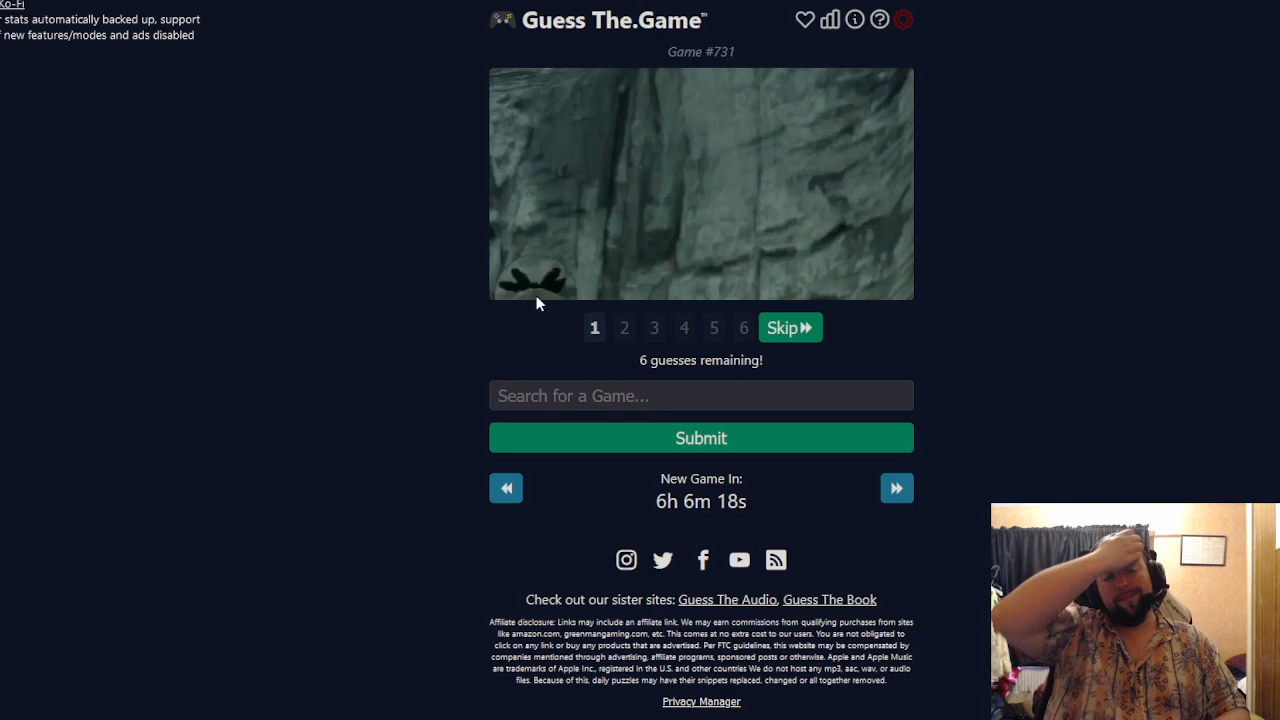 Ko-Fi
r stats automatically backed up, support
f new features/modes and ads disabled
Guess The.Game™
Game #731
1 2 3 4 5 6 Skip
6 guesses remaining!
Search for a Game...
Submit
New Game In:
6h 6m 18s
Check out our sister sites: Guess The Audio, Guess The Book
Affiliate disclosure: Links may include an affiliate link. We may earn commissions from qualifying purchases from sites
like amazon.com, greenmangaming.com, etc. This comes at no extra cost to our users. You are not obligated to
click on any link or buy any products that are advertised. Per FTC guidelines, this website may be compensated by
companies mentioned through advertising, affiliate programs, sponsored posts or otherwise. Apple and Apple Music
are trademarks of Apple Inc., registered in the U.S. and other countries We do not host any mp3, aac, wav, or audio
files. Because of this, daily puzzles may have their snippets replaced, changed or all together removed.
Privacy Manager